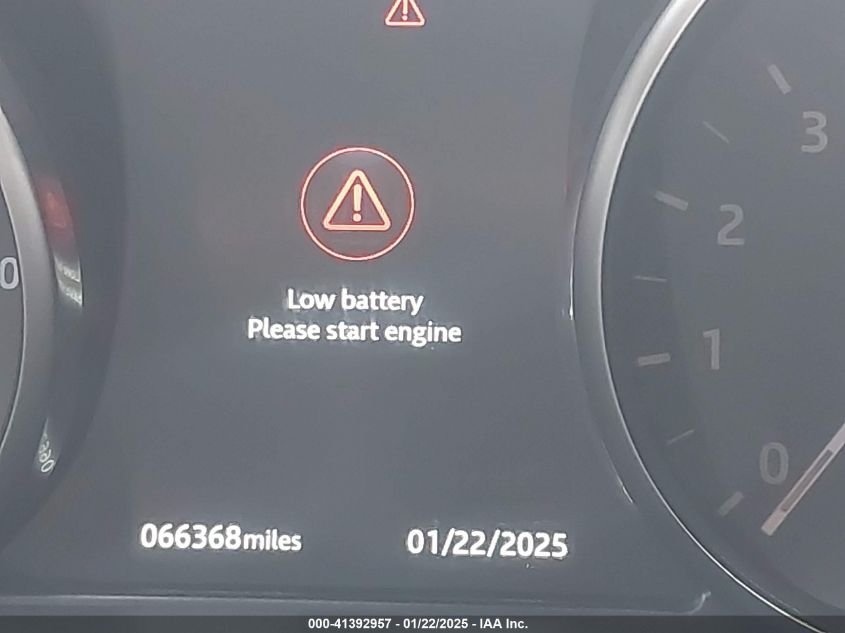 Low battery
Please start engine
3
2
1
0
0
066368miles
01/22/2025
000-41392957 - 01/22/2025 - IAA Inc.